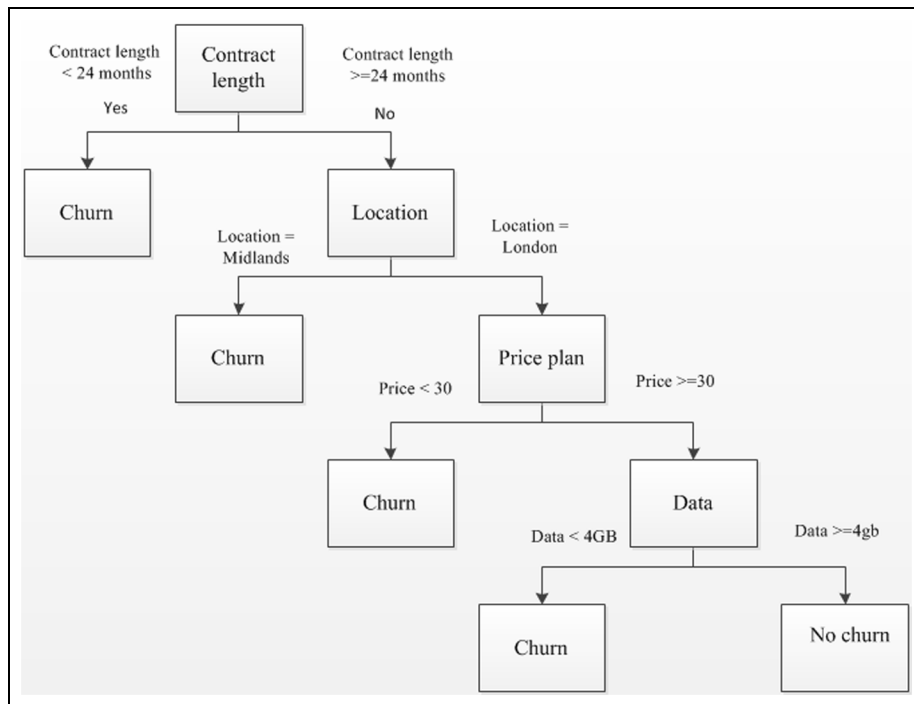 Contract length
< 24 months
Contract
length
Contract length
>=24 months
Yes
No
Churn
Location
Location =
Midlands
Location =
London
Churn
Price plan
Price < 30
Price >=30
Churn
Data
Data < 4GB
Data >=4gb
Churn
No churn